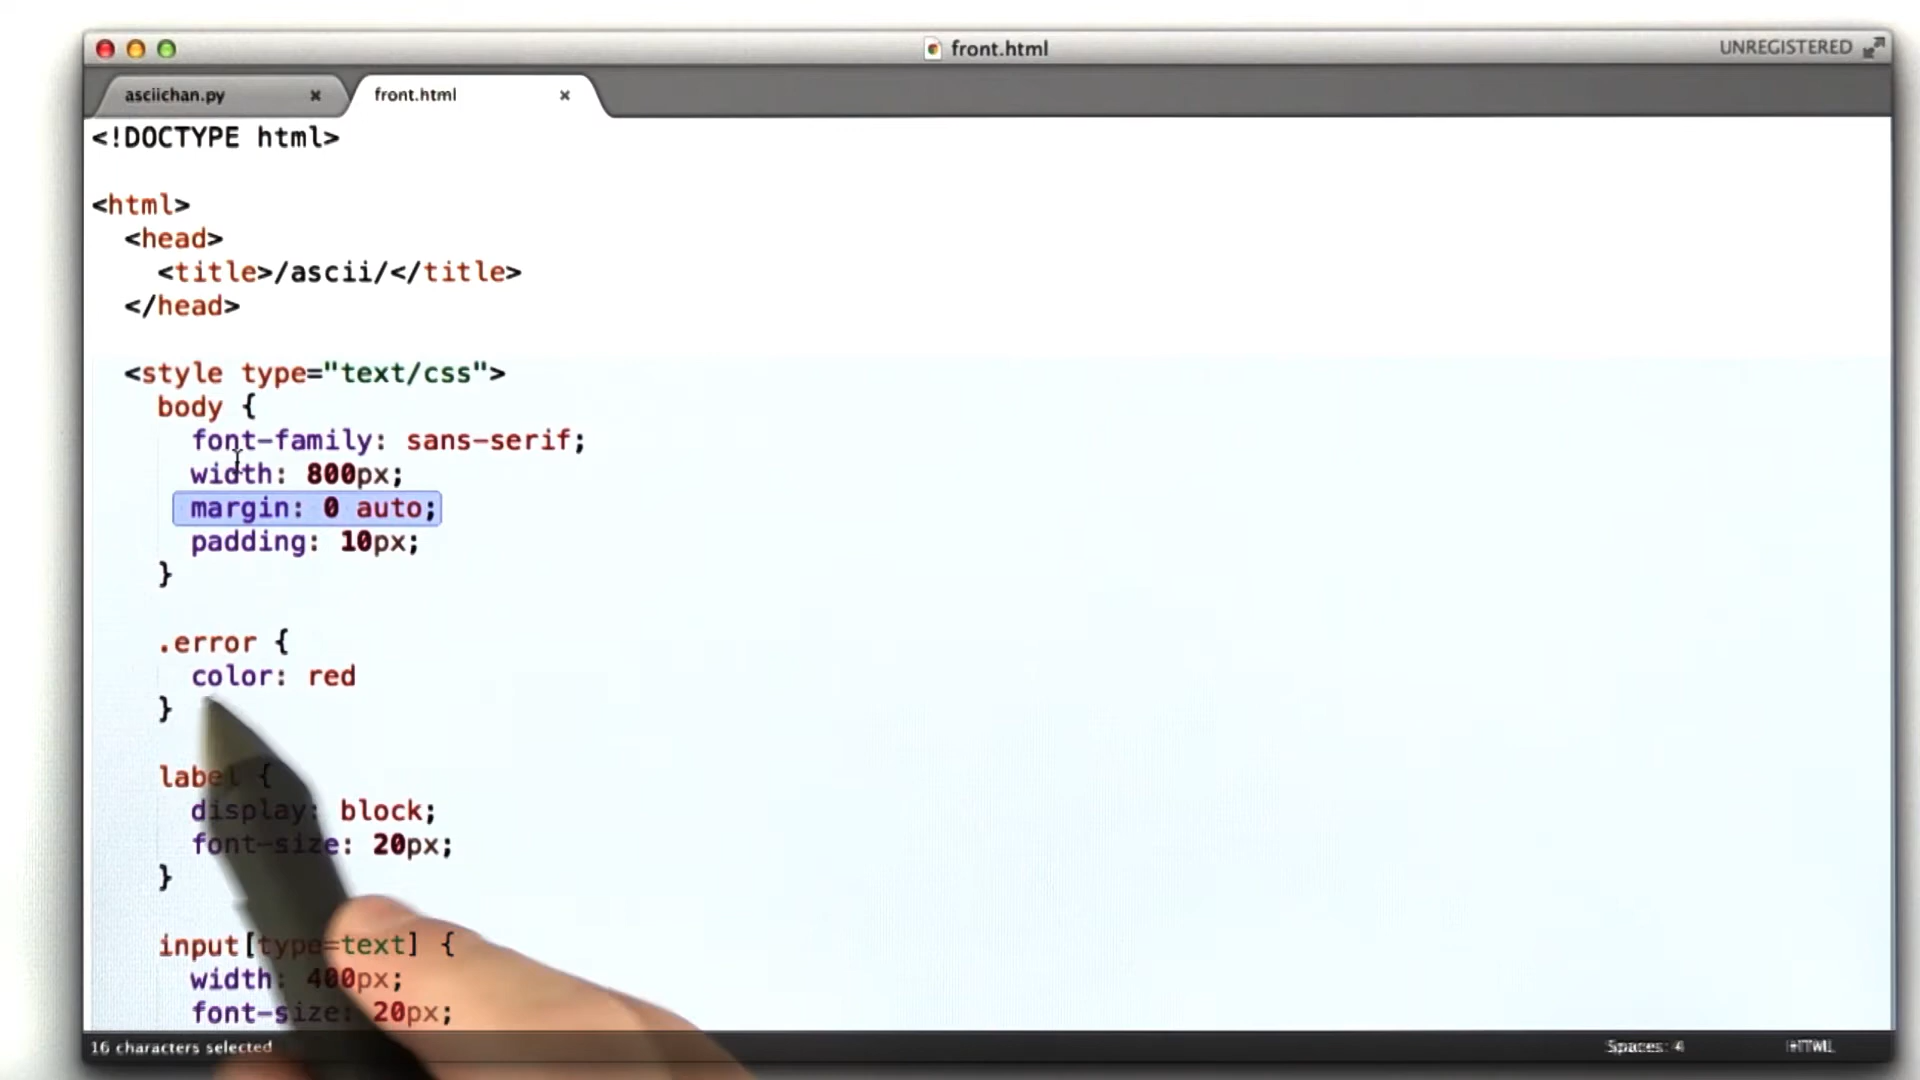 front.html
UNREGISTERED
asciichan.py
front.html
<!DOCTYPE html>
<html>
<head>
<title>/ascii/</title>
</head>
<style type="text/css">
body {
font-family: sans-serif;
width: 800px;
margin: 0 auto;
padding: 10px;
}
.error {
color: red
}
label {
display: block;
font-size: 20px;
}
input[type=text] {
width: 400px;
font-size: 20px;
16 characters selected
Spaces: 4
HTML